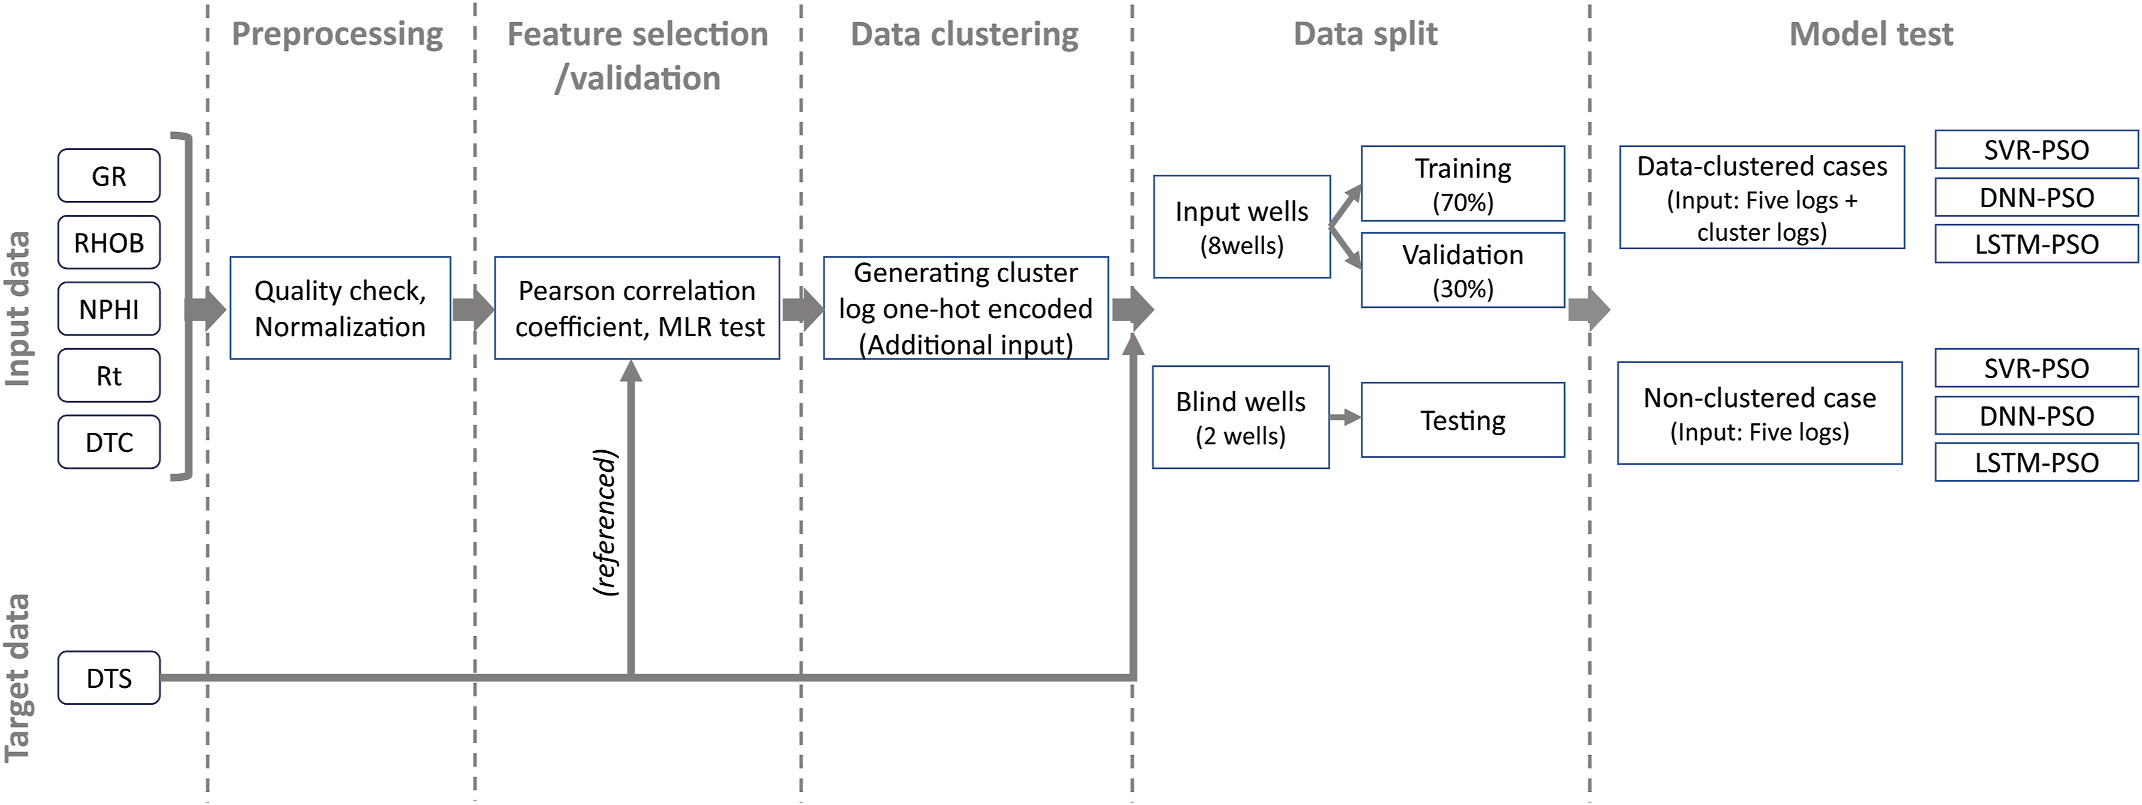 Preprocessing
Feature selection
/validation
Data clustering
Data split
Model test
Input data
GR
RHOB
NPHI
Rt
DTC
Quality check,
Normalization
Pearson correlation
coefficient, MLR test
Generating cluster
log one-hot encoded
(Additional input)
Input wells
(8wells)
Training
(70%)
Validation
(30%)
Blind wells
(2 wells)
Testing
Data-clustered cases
(Input: Five logs +
cluster logs)
SVR-PSO
DNN-PSO
LSTM-PSO
Non-clustered case
(Input: Five logs)
SVR-PSO
DNN-PSO
LSTM-PSO
(referenced)
Target data
DTS